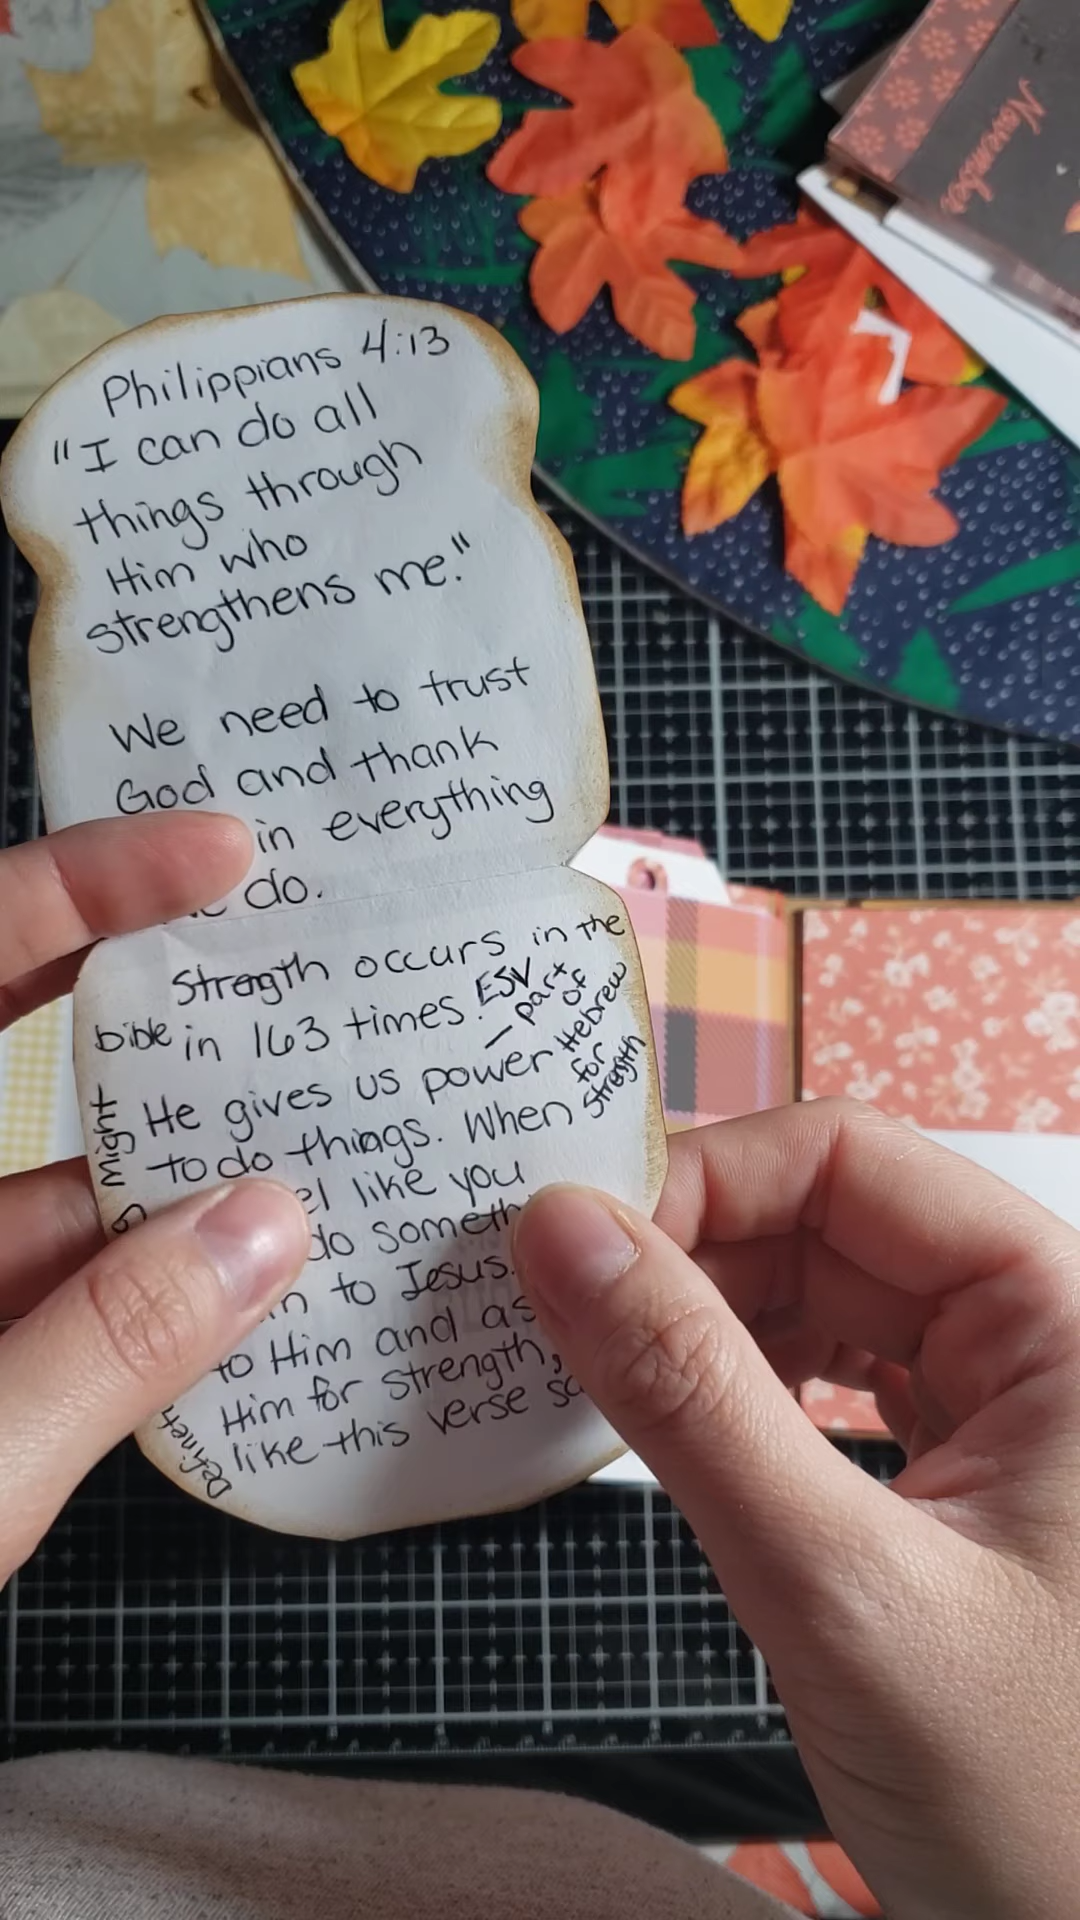 November
Philippians 4:13
"I can do all
things through
Him who
strengthens me."
We need to trust
God and thank
in everything
do.
Strength occurs in the
bible in 163 times. ESV
— part
of
Hebrew
for
strength
He gives us power
to do things. When
like you
do
to Jesus.
to Him and
Him for strength,
like this verse
Might